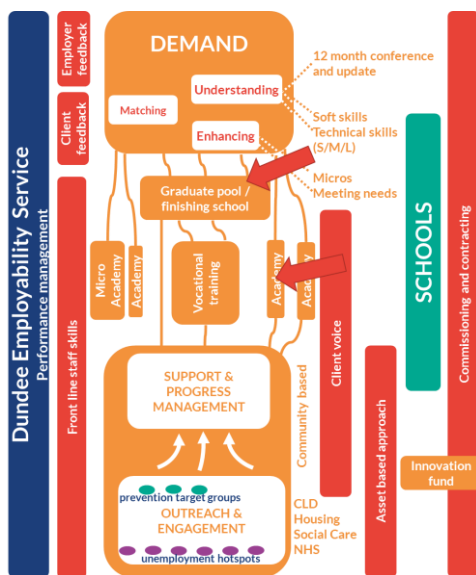 Dundee Employability Service
Performance management
Employer
feedback
Client
feedback
Front line staff skills
DEMAND
Matching
Understanding
Enhancing
12 month conference
and update
Soft skills
Technical skills
(S/M/L)
Micros
Meeting needs
Graduate pool /
finishing school
Micro
Academy
Academy
Vocational
training
Academy
Academy
SUPPORT &
PROGRESS
MANAGEMENT
Community based
prevention target groups
OUTREACH &
ENGAGEMENT
unemployment hotspots
CLD
Housing
Social Care
NHS
Client voice
Asset based approach
SCHOOLS
Innovation
fund
Commissioning and contracting